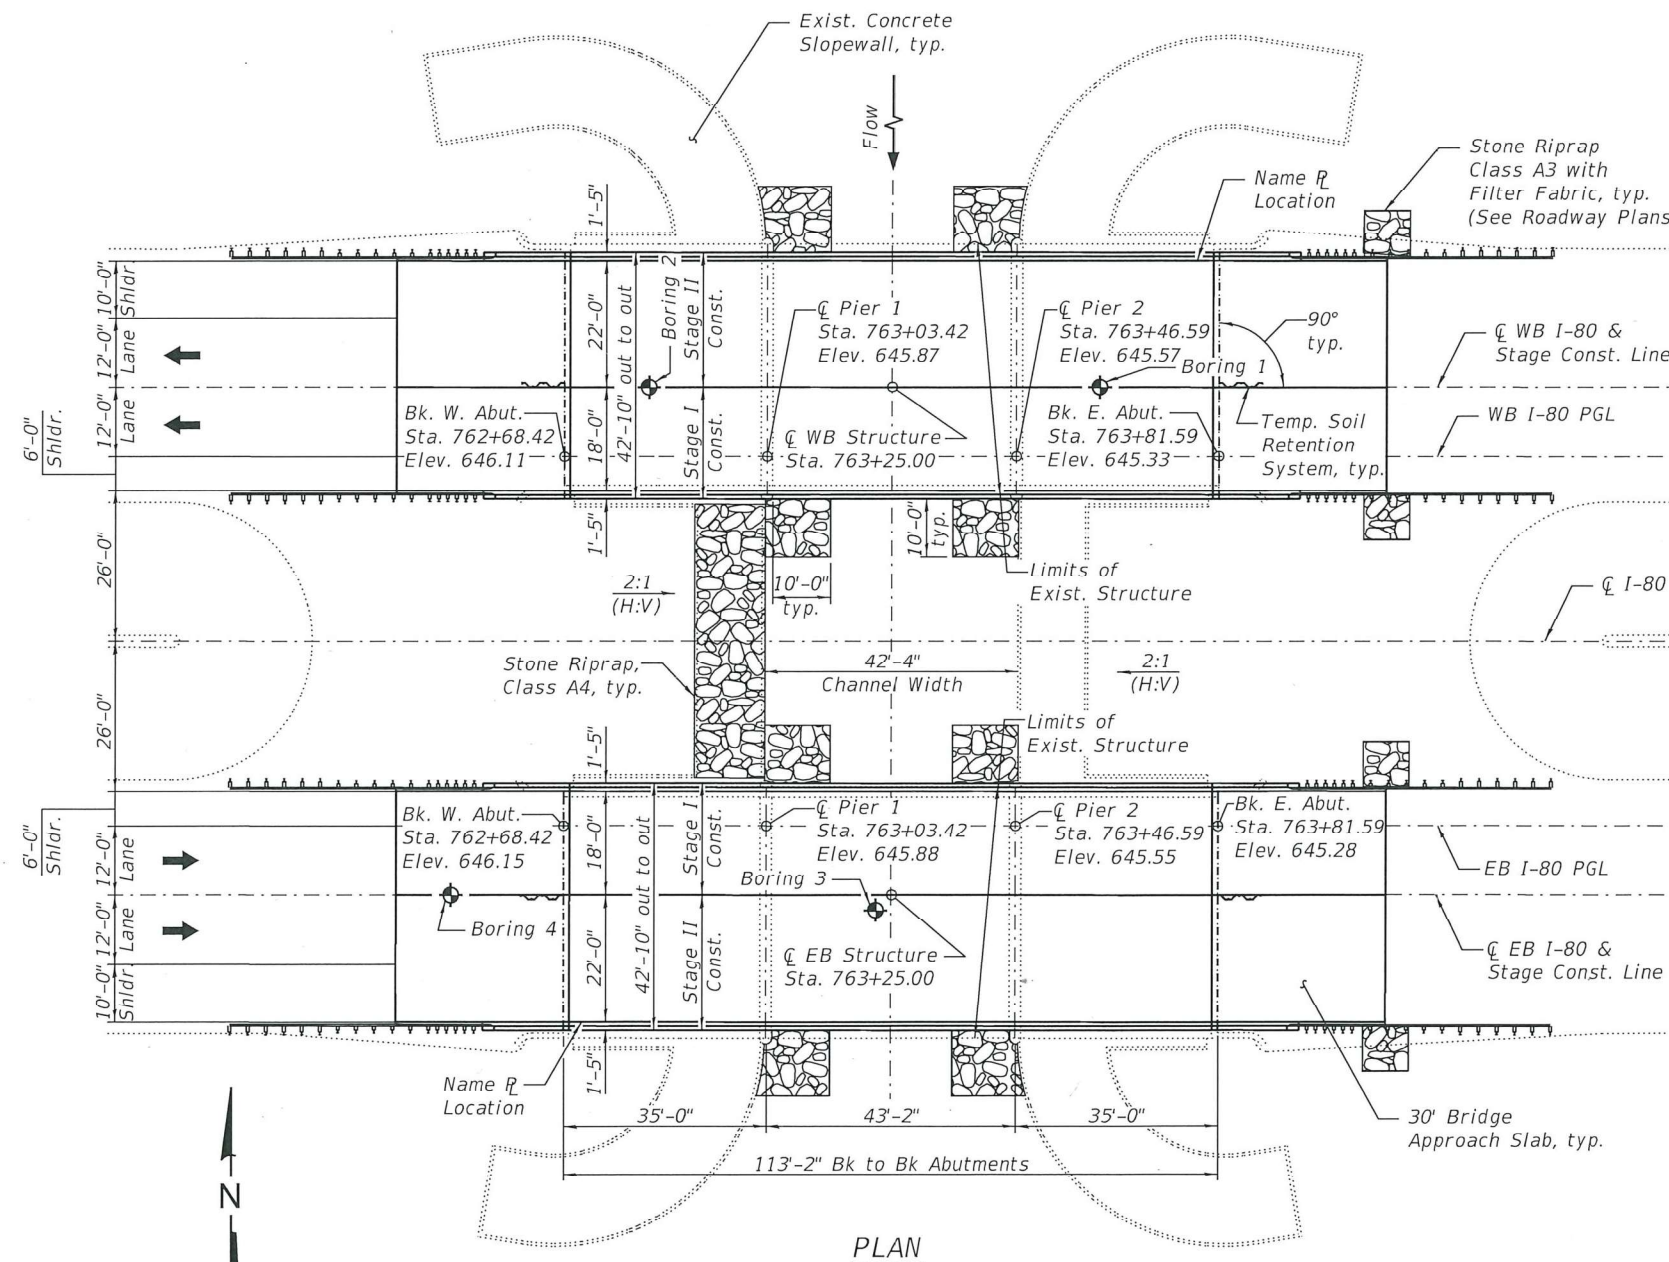 Exist. Concrete
Slopewall, typ.
Flow
Stone Riprap
Class A3 with
Filter Fabric, typ.
(See Roadway Plans
Name ⅊
Location
1'-5"
10'-0"
Shldr.
12'-0"
Lane
12'-0"
Lane
6'-0"
Shldr.
22'-0"
18'-0"
42'-10" out to out
Boring 2
Stage II
Const.
Stage I
Const.
℄ Pier 1
Sta. 763+03.42
Elev. 645.87
℄ Pier 2
Sta. 763+46.59
Elev. 645.57
90°
typ.
Boring 1
℄ WB I-80 &
Stage Const. Line
WB I-80 PGL
Bk. W. Abut.
Sta. 762+68.42
Elev. 646.11
℄ WB Structure
Sta. 763+25.00
Bk. E. Abut.
Sta. 763+81.59
Elev. 645.33
Temp. Soil
Retention
System, typ.
1'-5"
10'-0"
typ.
26'-0"
2:1
(H:V)
10'-0"
typ.
Limits of
Exist. Structure
℄ I-80
Stone Riprap,
Class A4, typ.
42'-4"
Channel Width
2:1
(H:V)
26'-0"
1'-5"
Limits of
Exist. Structure
6'-0"
Shldr.
12'-0"
Lane
12'-0"
Lane
10'-0"
Shldr.
Bk. W. Abut.
Sta. 762+68.42
Elev. 646.15
18'-0"
22'-0"
42'-10" out to out
Stage I
Const.
Stage II
Const.
℄ Pier 1
Sta. 763+03.42
Elev. 645.88
℄ Pier 2
Sta. 763+46.59
Elev. 645.55
Bk. E. Abut.
Sta. 763+81.59
Elev. 645.28
EB I-80 PGL
Boring 3
Boring 4
℄ EB Structure
Sta. 763+25.00
℄ EB I-80 &
Stage Const. Line
Name ⅊
Location
1'-5"
35'-0"
43'-2"
35'-0"
30' Bridge
Approach Slab, typ.
113'-2" Bk to Bk Abutments
N
PLAN